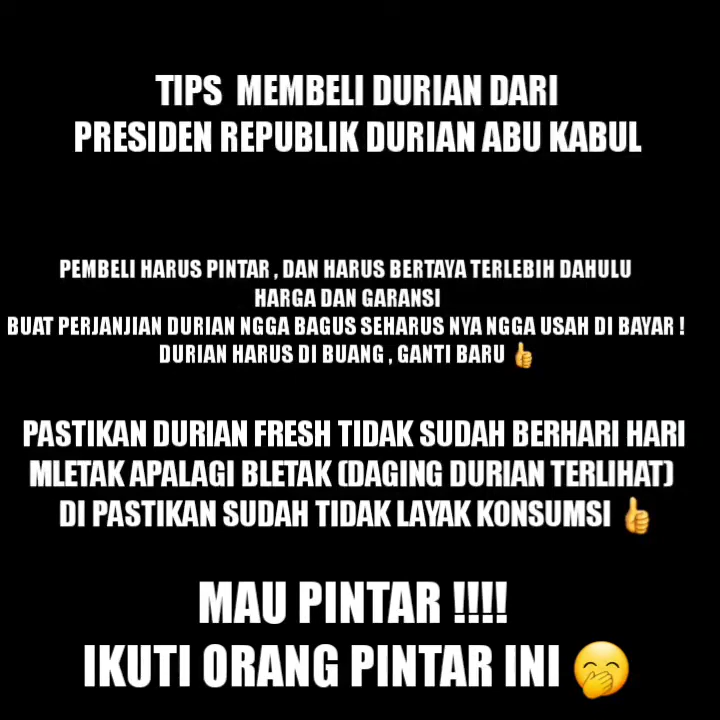 TIPS MEMBELI DURIAN DARI
PRESIDEN REPUBLIK DURIAN ABU KABUL
PEMBELI HARUS PINTAR , DAN HARUS BERTAYA TERLEBIH DAHULU
HARGA DAN GARANSI
BUAT PERJANJIAN DURIAN NGGA BAGUS SEHARUS NYA NGGA USAH DI BAYAR !
DURIAN HARUS DI BUANG , GANTI BARU 👍
PASTIKAN DURIAN FRESH TIDAK SUDAH BERHARI HARI
MLETAK APALAGI BLETAK (DAGING DURIAN TERLIHAT)
DI PASTIKAN SUDAH TIDAK LAYAK KONSUMSI 👍
MAU PINTAR !!!!
IKUTI ORANG PINTAR INI 🤭